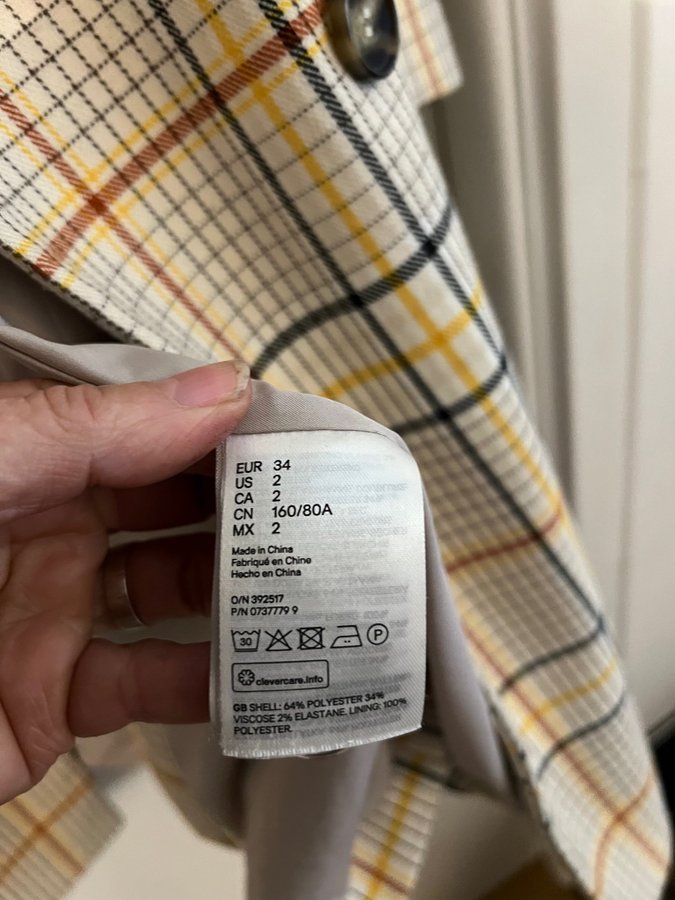 EUR 34
US 2
CA 2
CN 160/80A
MX 2
Made in China
Fabriqué en Chine
Hecho en China
O/N 392517
P/N 0737779 9
30 P
clevercare.info
GB SHELL: 64% POLYESTER 34%
VISCOSE 2% ELASTANE. LINING: 100%
POLYESTER.